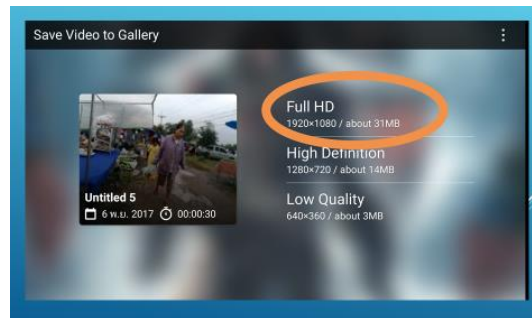 Save Video to Gallery
Full HD
1920×1080 / about 31MB
High Definition
1280×720 / about 14MB
Low Quality
640×360 / about 3MB
Untitled 5
6 พ.ย. 2017 00:00:30